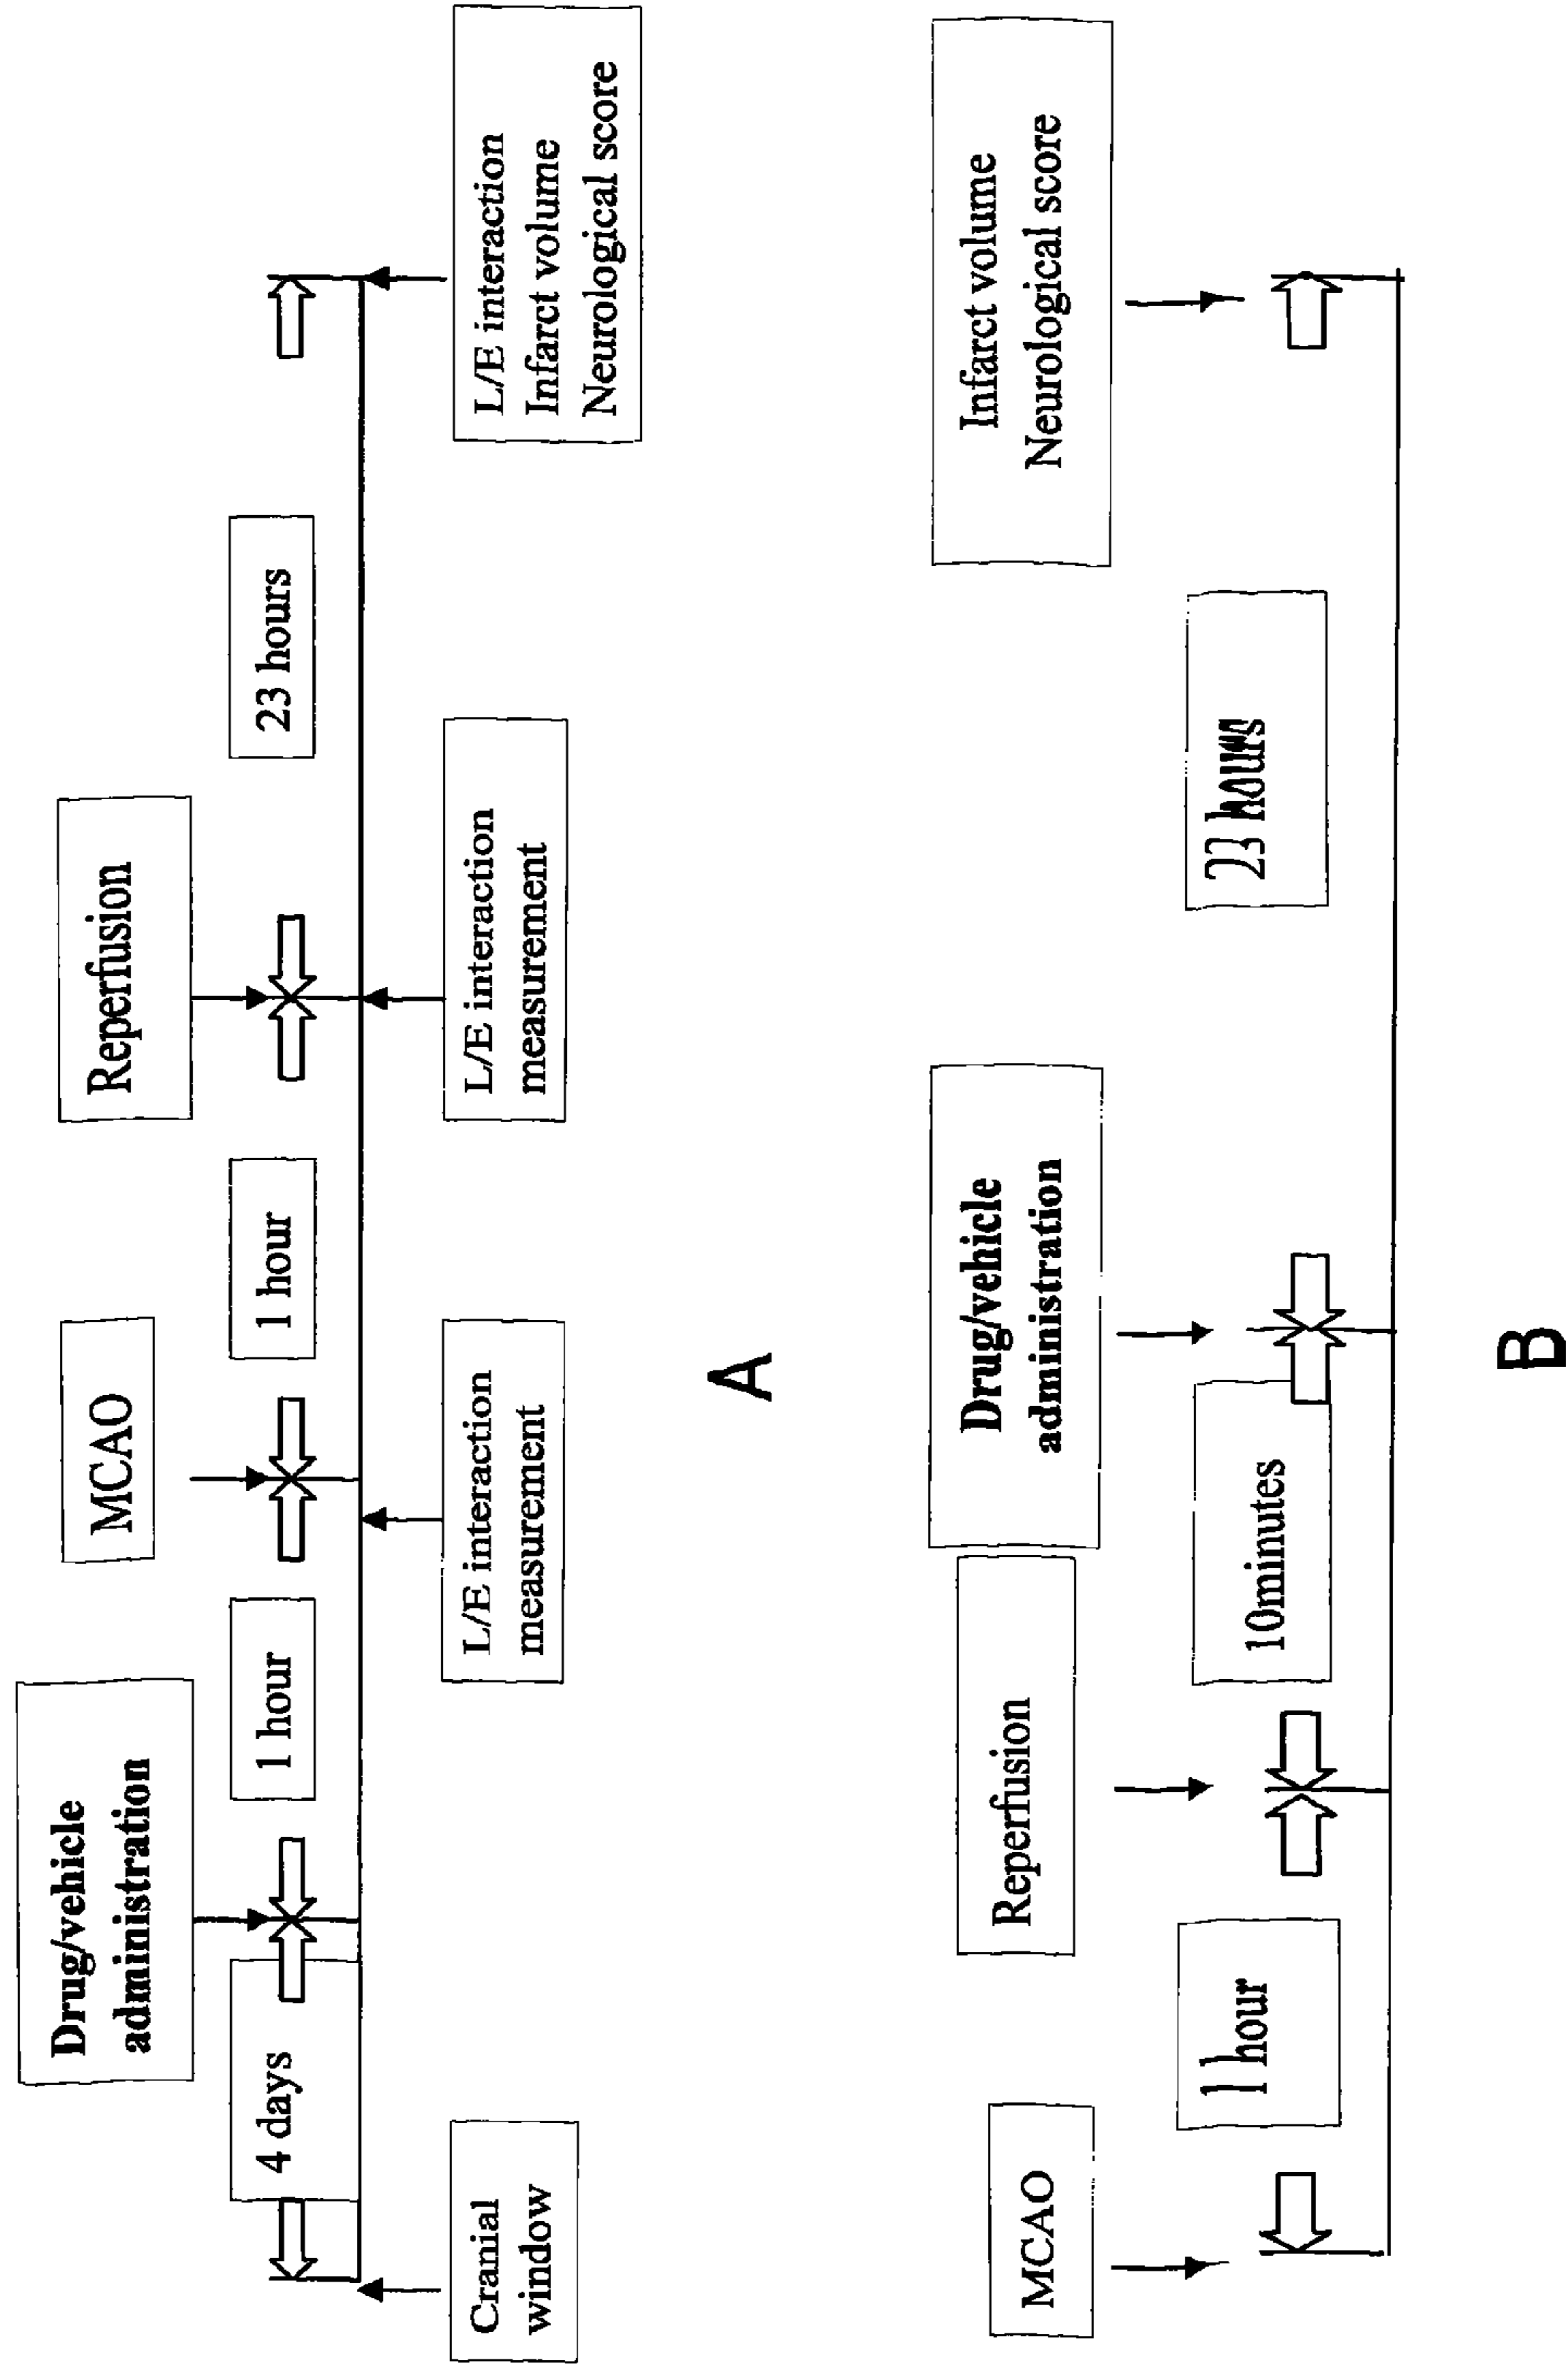 Drug/vehicle
administration
MCAO
Reperfusion
4 days
1 hour
1 hour
23 hours
Cranial
window
L/E interaction
measurement
L/E interaction
measurement
L/E interaction
Infarct volume
Neurological score
A
MCAO
Reperfusion
Drug/vehicle
administration
Infarct volume
Neurological score
1 hour
10minutes
23 hours
B